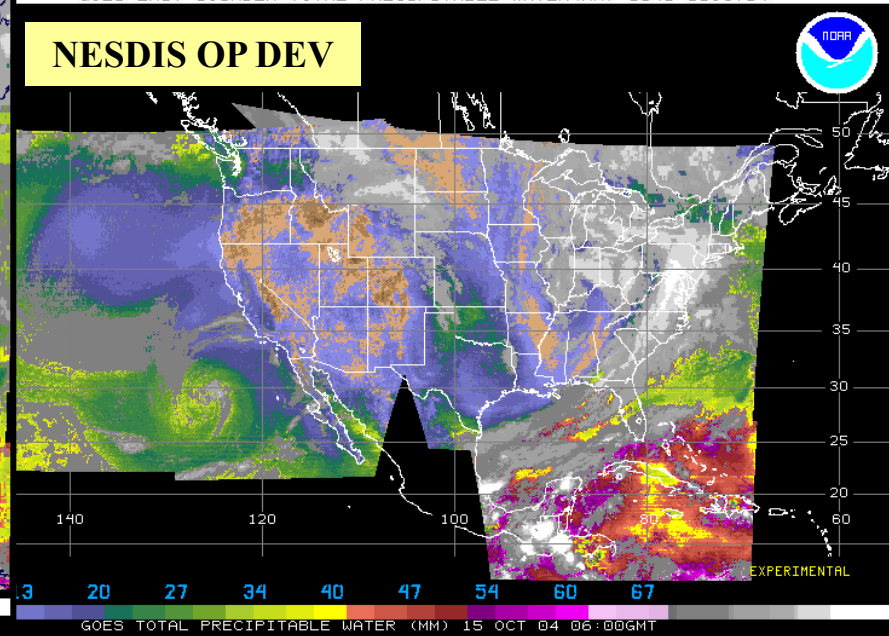 NESDIS OP DEV
NOAA
50
45
40
35
30
25
20
140 120 100 80 60
EXPERIMENTAL
13 20 27 34 40 47 54 60 67
GOES TOTAL PRECIPITABLE WATER (MM) 15 OCT 04 06:00GMT